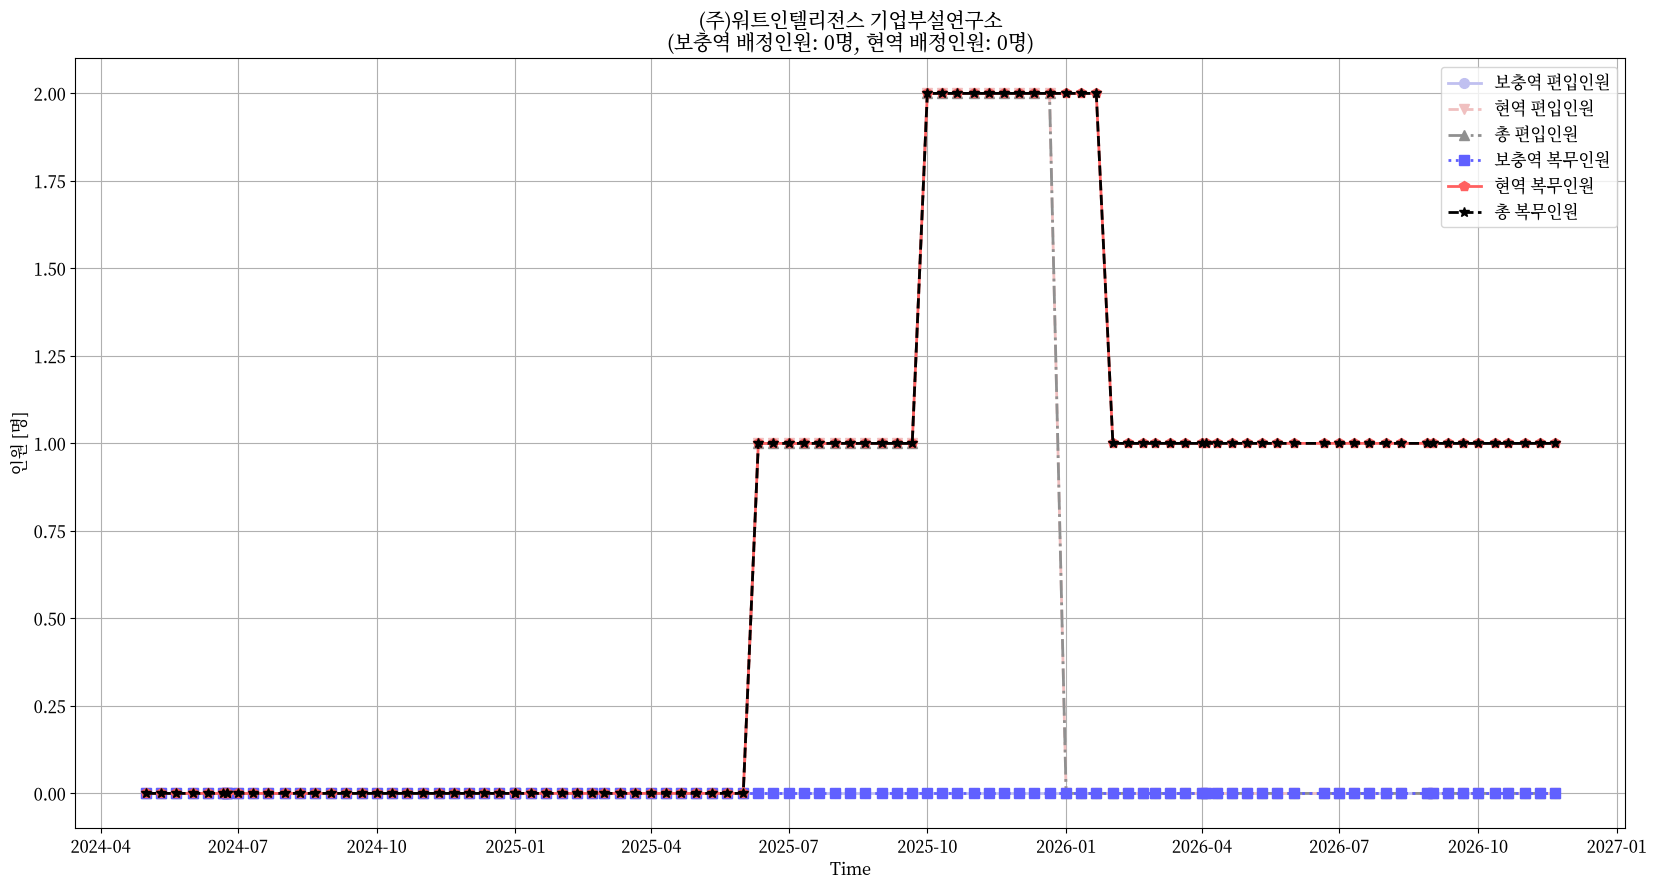 (주)워트인텔리전스 기업부설연구소
(보충역 배정인원: 0명, 현역 배정인원: 0명)
보충역 편입인원
현역 편입인원
총 편입인원
보충역 복무인원
현역 복무인원
총 복무인원
인원 [명]
2.00
1.75
1.50
1.25
1.00
0.75
0.50
0.25
0.00
2024-04
2024-07
2024-10
2025-01
2025-04
2025-07
2025-10
2026-01
2026-04
2026-07
2026-10
2027-01
Time